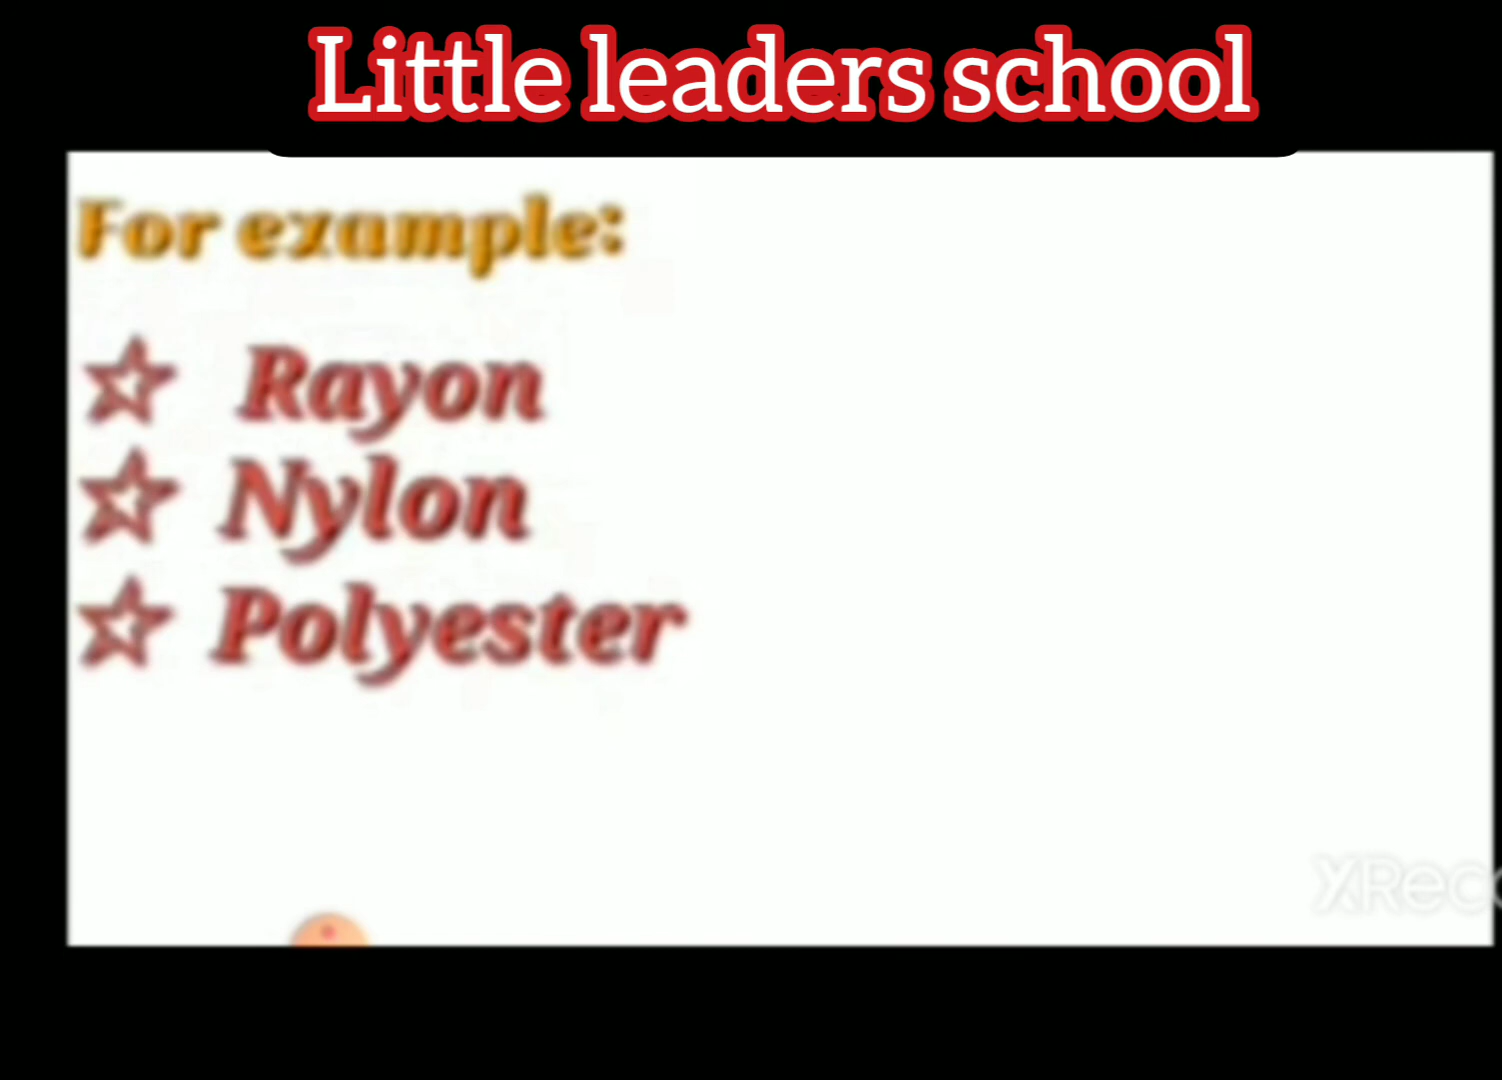 Little leaders school
For example:
☆ Rayon
☆ Nylon
☆ Polyester